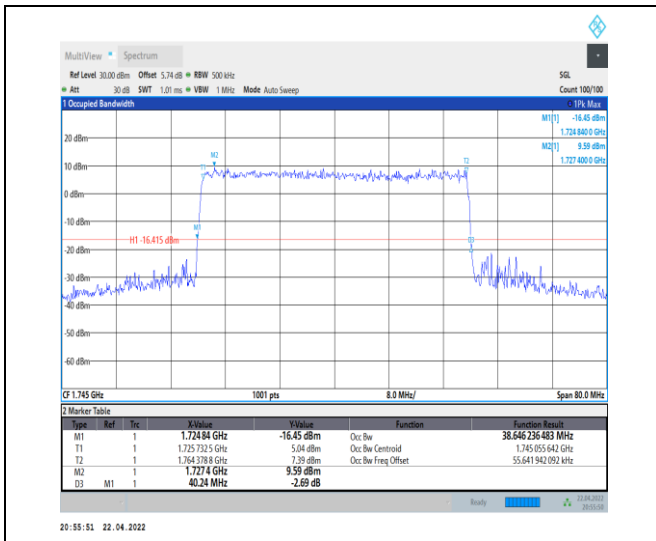 MultiView Spectrum
Ref Level 30.00 dBm Offset 5.74 dB RBW 500 kHz SGL
Att 30 dB SWT 1.01 ms VBW 1 MHz Mode Auto Sweep Count 100/100
1 Occupied Bandwidth 1Pk Max
M1[1] -16.45 dBm
1.724 840 0 GHz
M2[1] 9.59 dBm
1.727 400 0 GHz
20 dBm
M2
T1
T2
10 dBm
0 dBm
-10 dBm
M1
H1 -16.415 dBm
D3
-20 dBm
-30 dBm
-40 dBm
-50 dBm
-60 dBm
CF 1.745 GHz 1001 pts 8.0 MHz/ Span 80.0 MHz
2 Marker Table
Type Ref Trc X-Value Y-Value Function Function Result
M1 1 1.72484 GHz -16.45 dBm Occ Bw 38.646 236 483 MHz
T1 1 1.725 732 5 GHz 5.04 dBm Occ Bw Centroid 1.745 055 642 GHz
T2 1 1.764 378 8 GHz 7.39 dBm Occ Bw Freq Offset 55.641 942 092 kHz
M2 1 1.7274 GHz 9.59 dBm
D3 M1 1 40.24 MHz -2.69 dB
Ready 22.04.2022
20:55:50
20:55:51 22.04.2022